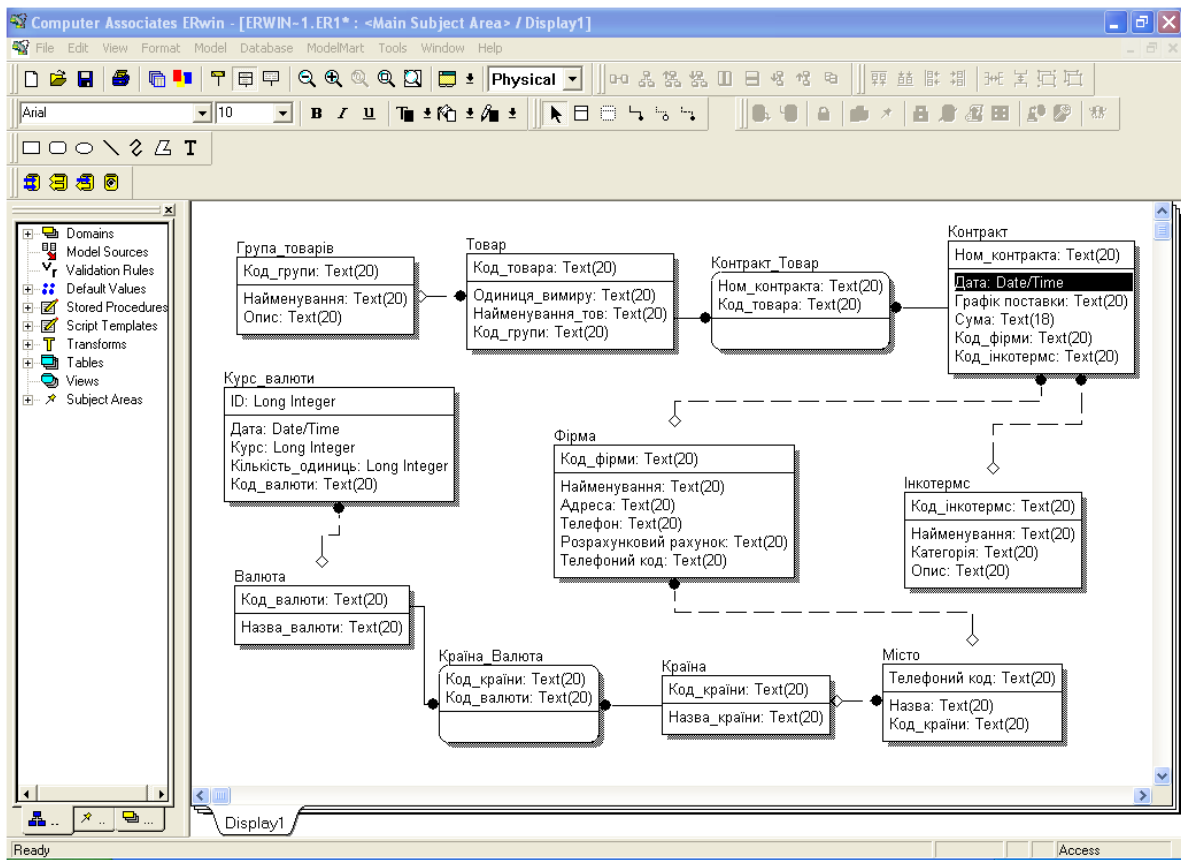 Computer Associates ERwin - [ERWIN~1.ER1* : <Main Subject Area> / Display1]
File Edit View Format Model Database ModelMart Tools Window Help
Physical
Arial 10 B I U
T
Domains
Model Sources
Validation Rules
Default Values
Stored Procedures
Script Templates
Transforms
Tables
Views
Subject Areas
Група_товарів
Код_групи: Text(20)
Найменування: Text(20)
Опис: Text(20)
Товар
Код_товара: Text(20)
Одиниця_вимиру: Text(20)
Найменування_тов: Text(20)
Код_групи: Text(20)
Контракт_Товар
Ном_контракта: Text(20)
Код_товара: Text(20)
Контракт
Ном_контракта: Text(20)
Дата: Date/Time
Графік поставки: Text(20)
Сума: Text(18)
Код_фірми: Text(20)
Код_інкотермс: Text(20)
Курс_валюти
ID: Long Integer
Дата: Date/Time
Курс: Long Integer
Кількість_одиниць: Long Integer
Код_валюти: Text(20)
Фірма
Код_фірми: Text(20)
Найменування: Text(20)
Адреса: Text(20)
Телефон: Text(20)
Розрахунковий рахунок: Text(20)
Телефоний код: Text(20)
Інкотермс
Код_інкотермс: Text(20)
Найменування: Text(20)
Категорія: Text(20)
Опис: Text(20)
Валюта
Код_валюти: Text(20)
Назва_валюти: Text(20)
Країна_Валюта
Код_країни: Text(20)
Код_валюти: Text(20)
Країна
Код_країни: Text(20)
Назва_країни: Text(20)
Місто
Телефоний код: Text(20)
Назва: Text(20)
Код_країни: Text(20)
Display1
Ready Access